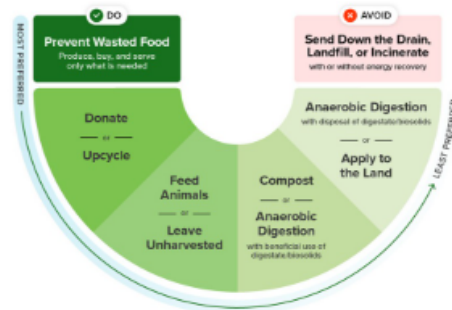 DO
AVOID
MOST PREFERRED
Prevent Wasted Food
Produce, buy, and serve
only what is needed
Send Down the Drain,
Landfill, or Incinerate
with or without energy recovery
Donate
or
Upcycle
Feed
Animals
or
Leave
Unharvested
Compost
or
Anaerobic
Digestion
with beneficial use of
digestate/biosolids
Anaerobic Digestion
with disposal of digestate/biosolids
or
Apply to
the Land
LEAST PREFERRED